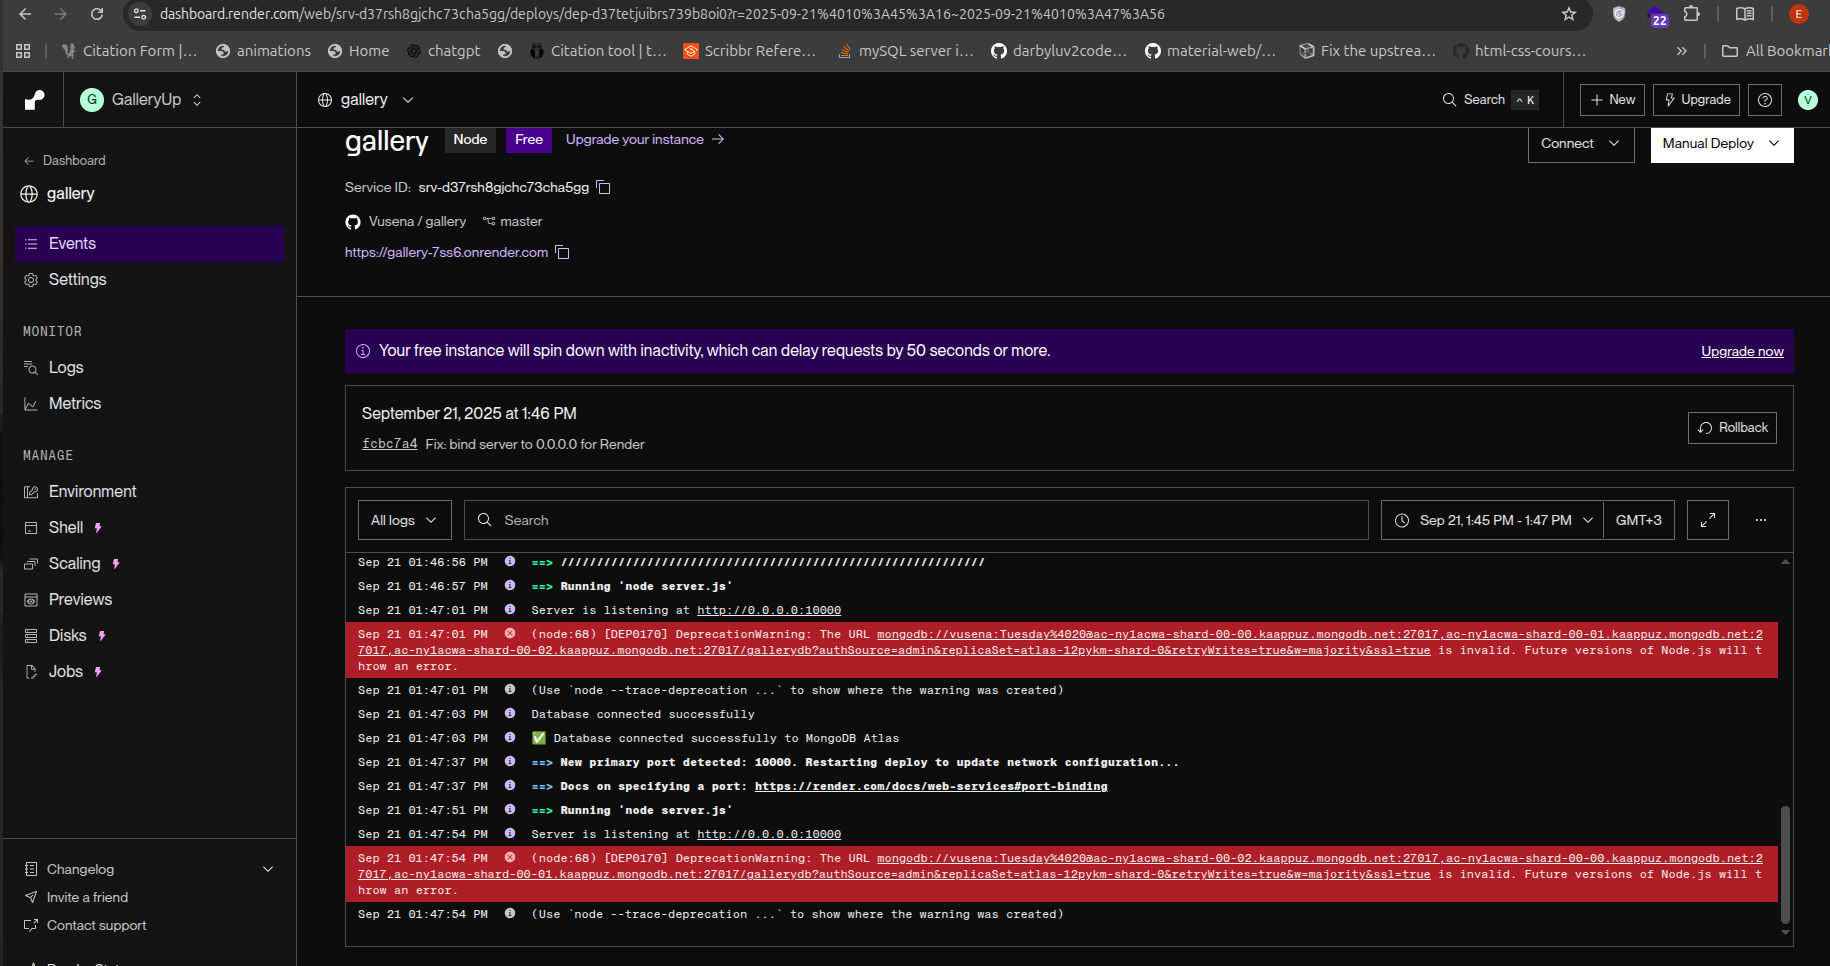 dashboard.render.com/web/srv-d37rsh8gjchc73cha5gg/deploys/dep-d37tetjuibrs739b8oi0?r=2025-09-21%4010%3A45%3A16~2025-09-21%4010%3A47%3A56
22
E
Citation Form |...
animations
Home
chatgpt
Citation tool | t...
Scribbr Refere...
mySQL server i...
darbyluv2code...
material-web/...
Fix the upstrea...
html-css-cours...
»
All Bookmar
G GalleryUp
gallery
Search ^ K
+ New
Upgrade
V
← Dashboard
gallery
Events
Settings
MONITOR
Logs
Metrics
MANAGE
Environment
Shell
Scaling
Previews
Disks
Jobs
Changelog
Invite a friend
Contact support
gallery Node Free Upgrade your instance →
Connect
Manual Deploy
Service ID: srv-d37rsh8gjchc73cha5gg
Vusena / gallery master
https://gallery-7ss6.onrender.com
Your free instance will spin down with inactivity, which can delay requests by 50 seconds or more.
Upgrade now
September 21, 2025 at 1:46 PM
fcbc7a4 Fix: bind server to 0.0.0.0 for Render
Rollback
All logs
Search
Sep 21, 1:45 PM - 1:47 PM
GMT+3
...
Sep 21 01:46:56 PM ==> ///////////////////////////////////////////////////////////
Sep 21 01:46:57 PM ==> Running 'node server.js'
Sep 21 01:47:01 PM Server is listening at http://0.0.0.0:10000
Sep 21 01:47:01 PM (node:68) [DEP0170] DeprecationWarning: The URL mongodb://vusena:Tuesday%4020@ac-ny1acwa-shard-00-00.kaappuz.mongodb.net:27017,ac-ny1acwa-shard-00-01.kaappuz.mongodb.net:2
7017,ac-ny1acwa-shard-00-02.kaappuz.mongodb.net:27017/gallerydb?authSource=admin&replicaSet=atlas-12pykm-shard-0&retryWrites=true&w=majority&ssl=true is invalid. Future versions of Node.js will t
hrow an error.
Sep 21 01:47:01 PM (Use `node --trace-deprecation ...` to show where the warning was created)
Sep 21 01:47:03 PM Database connected successfully
Sep 21 01:47:03 PM ✅ Database connected successfully to MongoDB Atlas
Sep 21 01:47:37 PM ==> New primary port detected: 10000. Restarting deploy to update network configuration...
Sep 21 01:47:37 PM ==> Docs on specifying a port: https://render.com/docs/web-services#port-binding
Sep 21 01:47:51 PM ==> Running 'node server.js'
Sep 21 01:47:54 PM Server is listening at http://0.0.0.0:10000
Sep 21 01:47:54 PM (node:68) [DEP0170] DeprecationWarning: The URL mongodb://vusena:Tuesday%4020@ac-ny1acwa-shard-00-02.kaappuz.mongodb.net:27017,ac-ny1acwa-shard-00-00.kaappuz.mongodb.net:2
7017,ac-ny1acwa-shard-00-01.kaappuz.mongodb.net:27017/gallerydb?authSource=admin&replicaSet=atlas-12pykm-shard-0&retryWrites=true&w=majority&ssl=true is invalid. Future versions of Node.js will t
hrow an error.
Sep 21 01:47:54 PM (Use `node --trace-deprecation ...` to show where the warning was created)